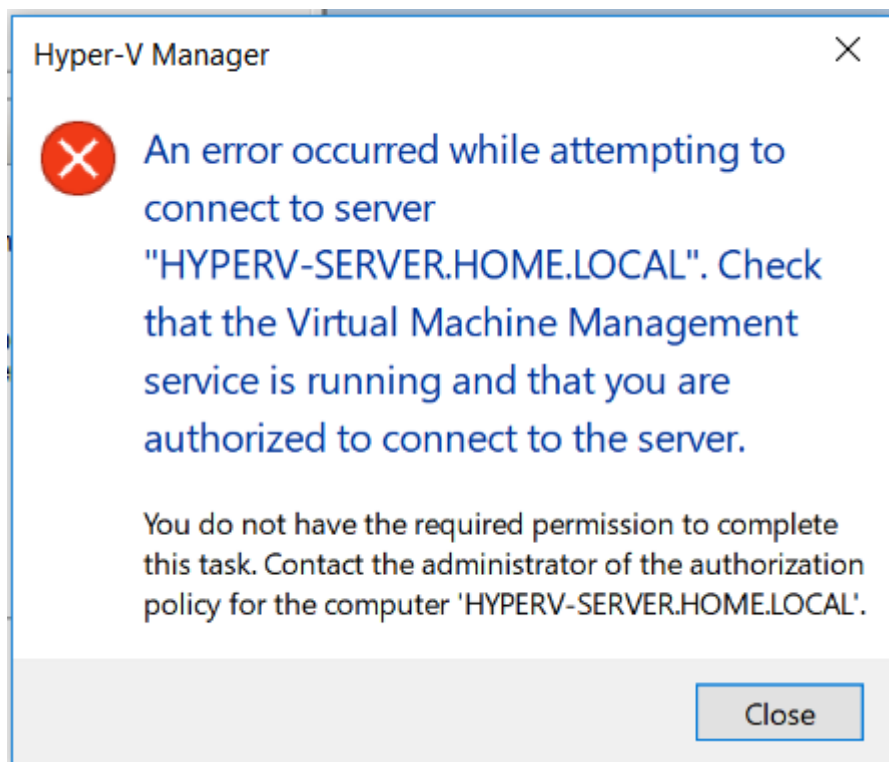 Hyper-V Manager
An error occurred while attempting to
connect to server
"HYPERV-SERVER.HOME.LOCAL". Check
that the Virtual Machine Management
service is running and that you are
authorized to connect to the server.
You do not have the required permission to complete
this task. Contact the administrator of the authorization
policy for the computer 'HYPERV-SERVER.HOME.LOCAL'.
Close